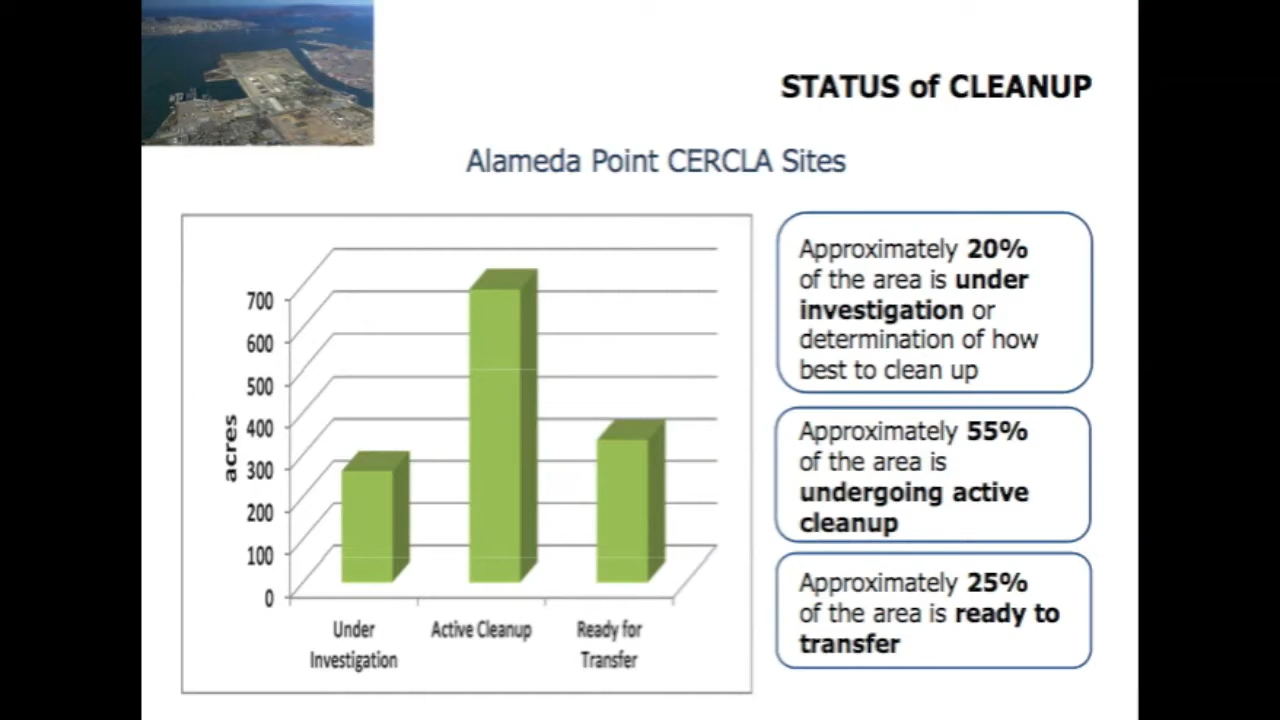 STATUS of CLEANUP
Alameda Point CERCLA Sites
700
600
500
400
300
200
100
0
acres
Under
Investigation
Active Cleanup
Ready for
Transfer
Approximately 20%
of the area is under
investigation or
determination of how
best to clean up
Approximately 55%
of the area is
undergoing active
cleanup
Approximately 25%
of the area is ready to
transfer